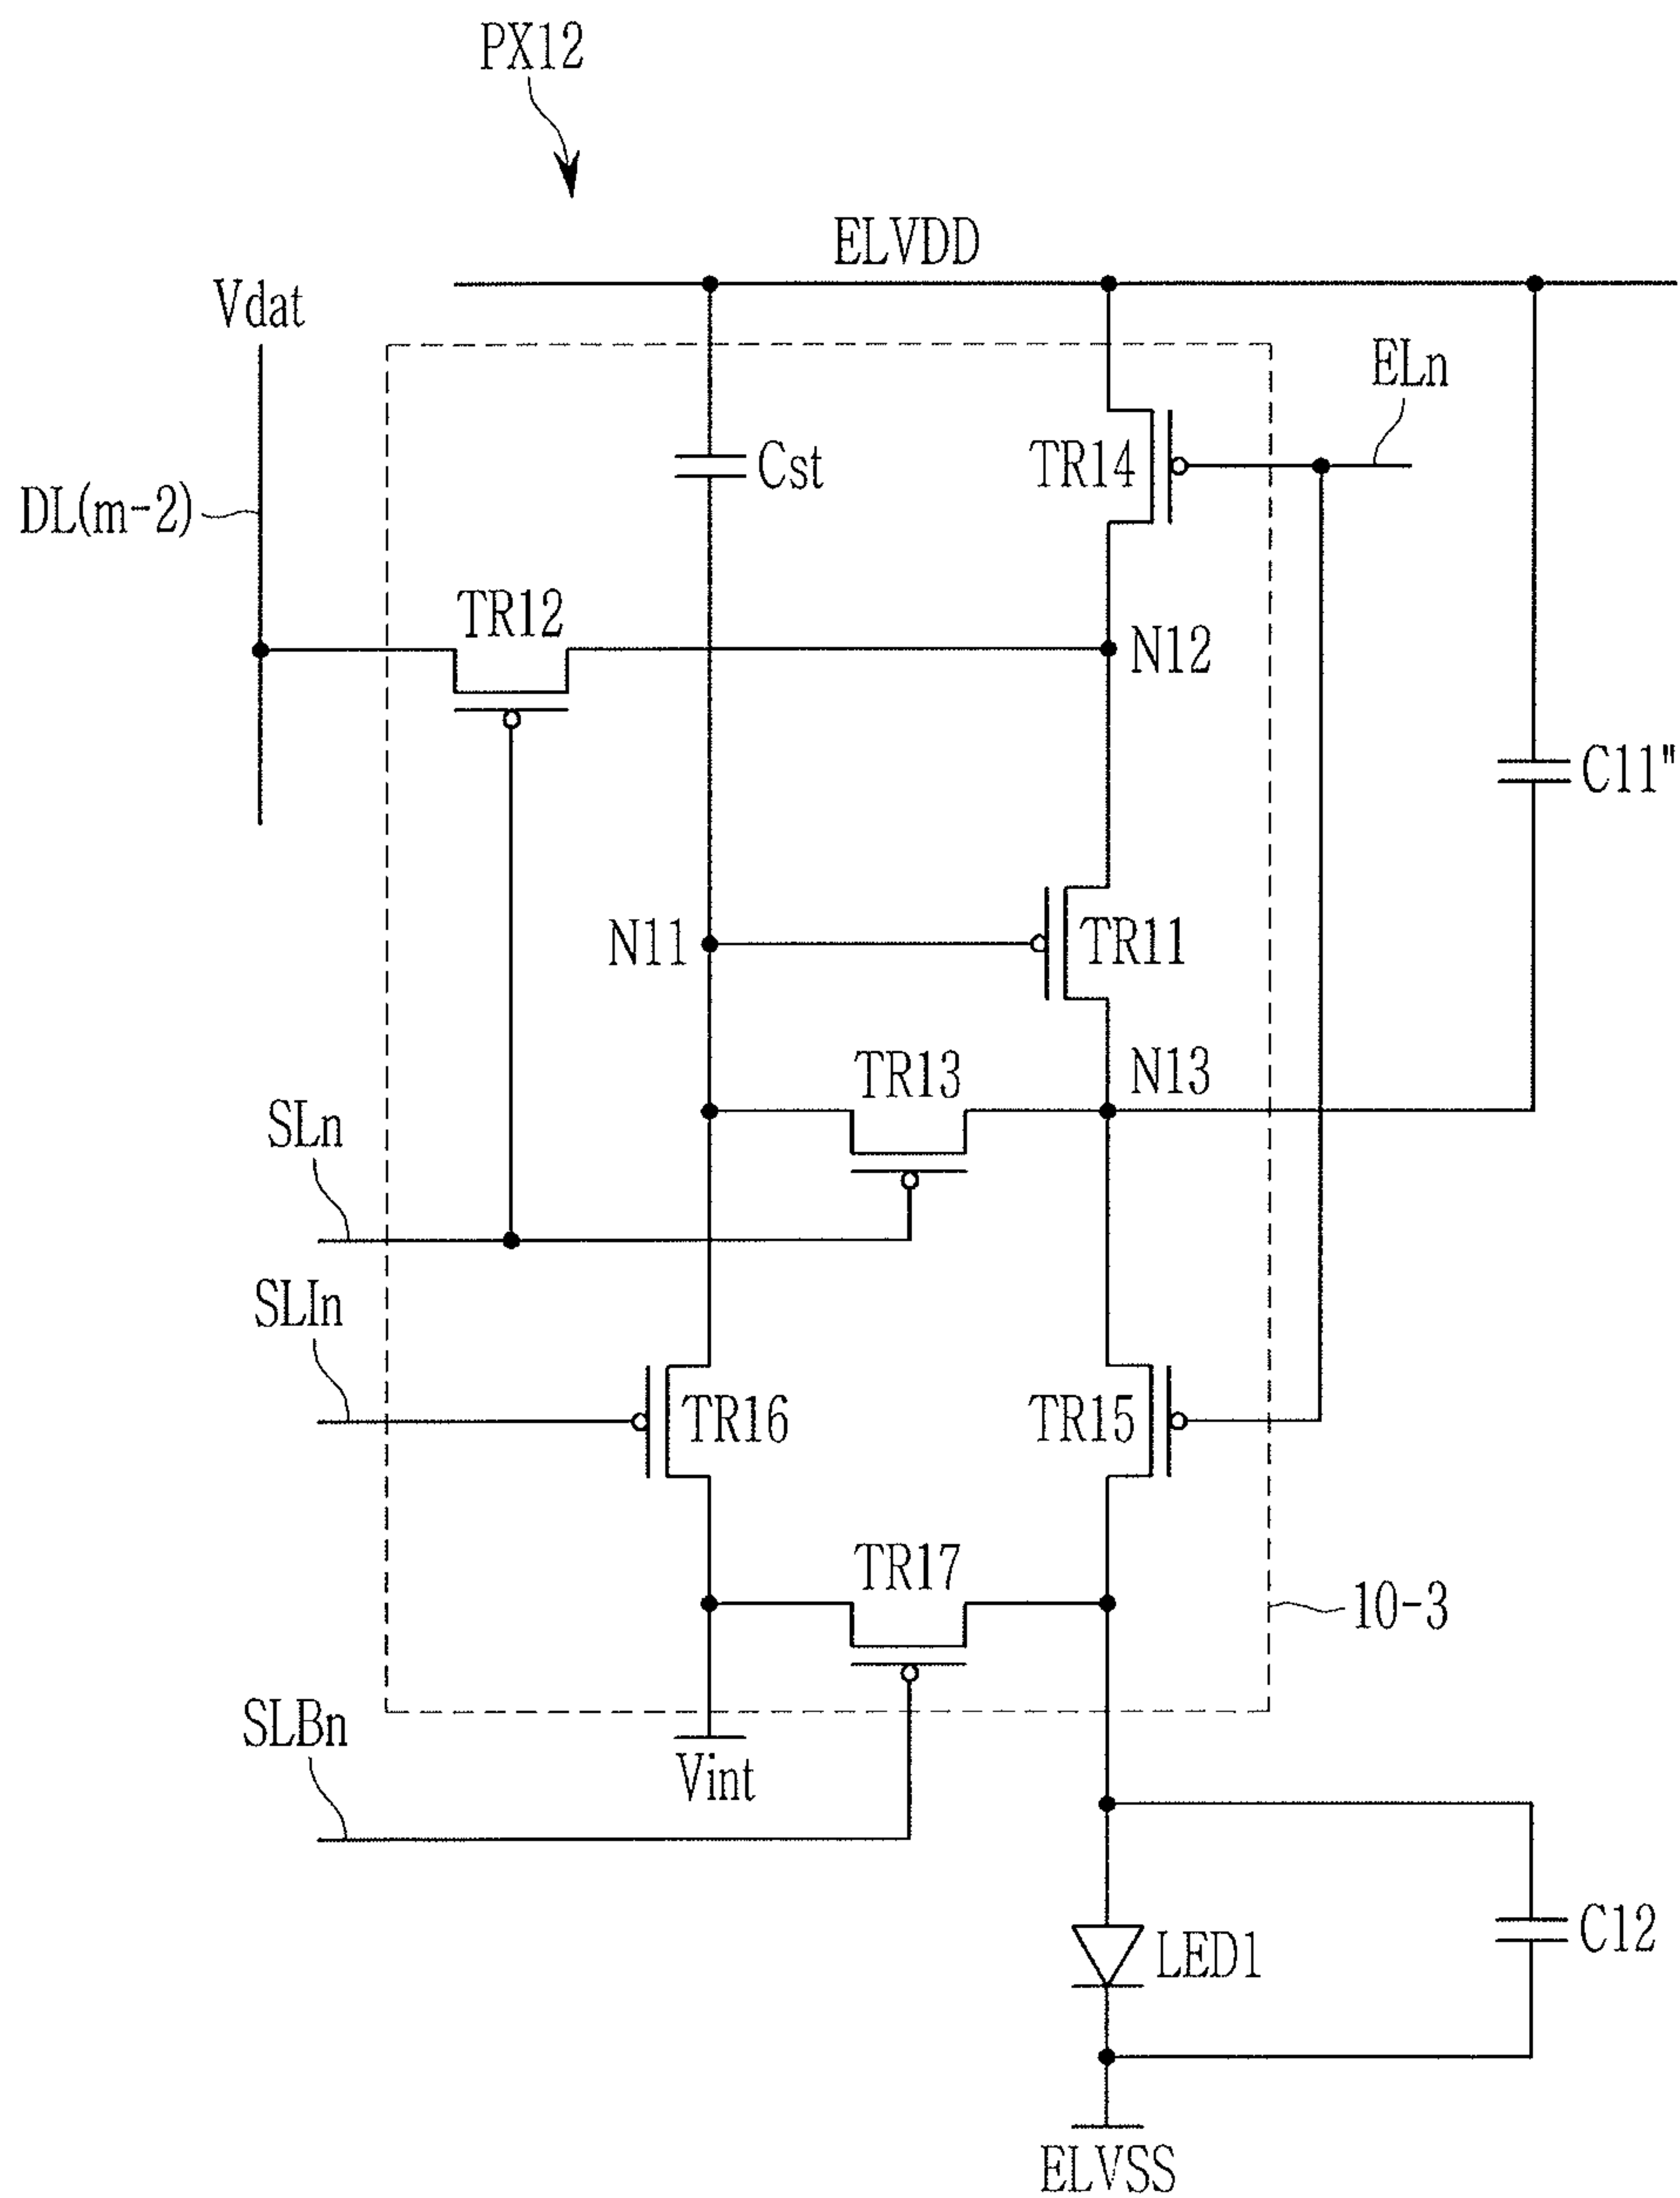 PX12
ELVDD
Vdat
ELn
Cst
TR14
DL(m-2)
TR12
N12
C11"
N11
TR11
TR13
N13
SLn
SLIn
TR16
TR15
TR17
10-3
SLBn
Vint
LED1
C12
ELVSS